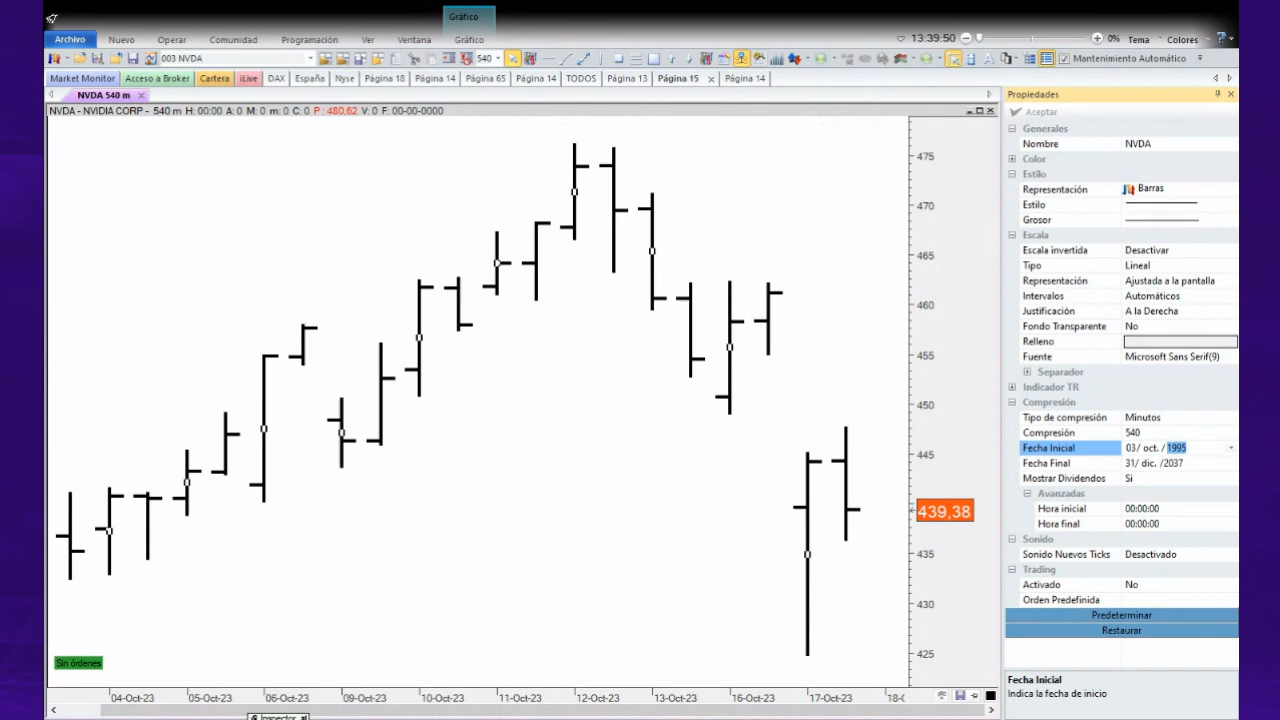 Gráfico
Archivo Nuevo Operar Comunidad Programación Ver Ventana Gráfico
13:39:50 0% Tema Colores
003 NVDA 540 m Mantenimiento Automático
Market Monitor Acceso a Broker Cartera iLive DAX España Nyse Página 18 Página 14 Página 65 Página 14 TODOS Página 13 Página 15 x Página 14
NVDA 540 m x
NVDA - NVIDIA CORP - 540 m H: 00:00 A: 0 M: 0 m: 0 C: 0 P: 480,62 V: 0 F: 00-00-0000
475
470
465
460
455
450
445
439,38
435
430
425
Sin órdenes
04-Oct-23 05-Oct-23 06-Oct-23 09-Oct-23 10-Oct-23 11-Oct-23 12-Oct-23 13-Oct-23 16-Oct-23 17-Oct-23 18-(
Inspector
Propiedades
Aceptar
Generales
Nombre NVDA
Color
Estilo
Representación Barras
Estilo
Grosor
Escala
Escala invertida Desactivar
Tipo Lineal
Representación Ajustada a la pantalla
Intervalos Automáticos
Justificación A la Derecha
Fondo Transparente No
Relleno
Fuente Microsoft Sans Serif(9)
Separador
Indicador TR
Compresión
Tipo de compresión Minutos
Compresión 540
Fecha Inicial 03/ oct. / 1995
Fecha Final 31/ dic. /2037
Mostrar Dividendos Si
Avanzadas
Hora inicial 00:00:00
Hora final 00:00:00
Sonido
Sonido Nuevos Ticks Desactivado
Trading
Activado No
Orden Predefinida
Predeterminar
Restaurar
Fecha Inicial
Indica la fecha de inicio